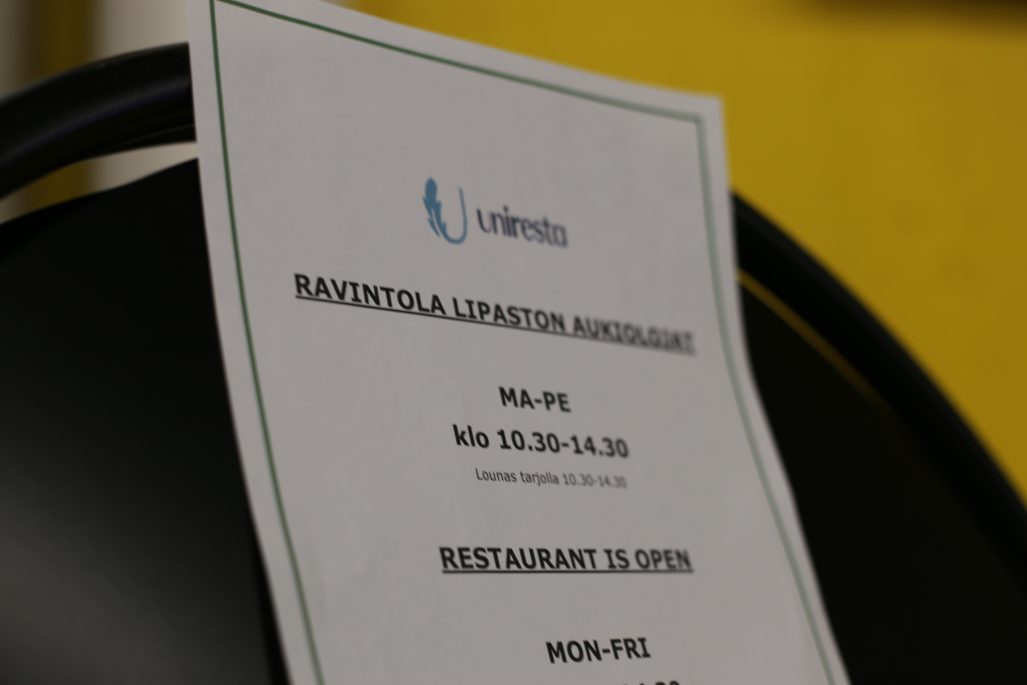 uniresta
RAVINTOLA LIPASTON AUKIOLOJAT
MA-PE
klo 10.30-14.30
Lounas tarjolla 10.30-14.30
RESTAURANT IS OPEN
MON-FRI